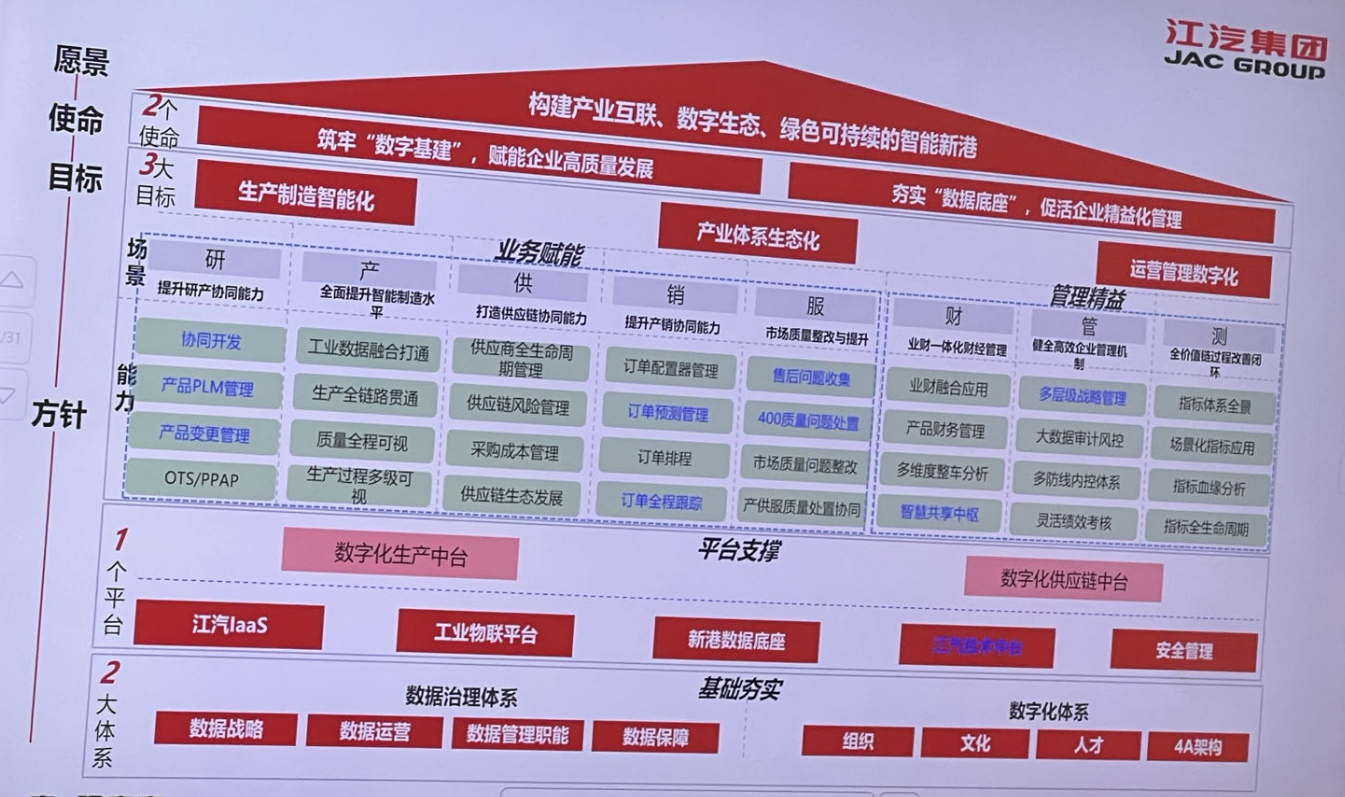 江汽集团
JAC GROUP
愿景
使命
目标
方针
构建产业互联、数字生态、绿色可持续的智能新港
2个
使命
筑牢“数字基建”，赋能企业高质量发展
夯实“数据底座”，促活企业精益化管理
3大
目标
生产制造智能化
产业体系生态化
运营管理数字化
场景
业务赋能
管理精益
研
提升研产协同能力
产
全面提升智能制造水
平
供
打造供应链协同能力
销
提升产销协同能力
服
市场质量整改与提升
财
业财一体化财经管理
管
健全高效企业管理机
制
测
全价值链过程改善闭
环
能力
协同开发
产品PLM管理
产品变更管理
OTS/PPAP
工业数据融合打通
生产全链路贯通
质量全程可视
生产过程多级可
视
供应商全生命周
期管理
供应链风险管理
采购成本管理
供应链生态发展
订单配置器管理
订单预测管理
订单排程
订单全程跟踪
售后问题收集
400质量问题处置
市场质量问题整改
产供服质量处置协同
业财融合应用
产品财务管理
多维度整车分析
智慧共享中枢
多层级战略管理
大数据审计风控
多防线内控体系
灵活绩效考核
指标体系全景
场景化指标应用
指标血缘分析
指标全生命周期
1
个
平
台
平台支撑
数字化生产中台
数字化供应链中台
江汽IaaS
工业物联平台
新港数据底座
江汽技术平台
安全管理
2
大
体
系
基础夯实
数据治理体系
数据战略
数据运营
数据管理职能
数据保障
数字化体系
组织
文化
人才
4A架构
/31